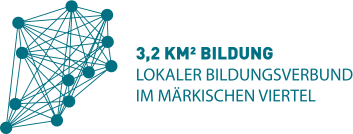 3,2 KM² BILDUNG
LOKALER BILDUNGSVERBUND
IM MÄRKISCHEN VIERTEL